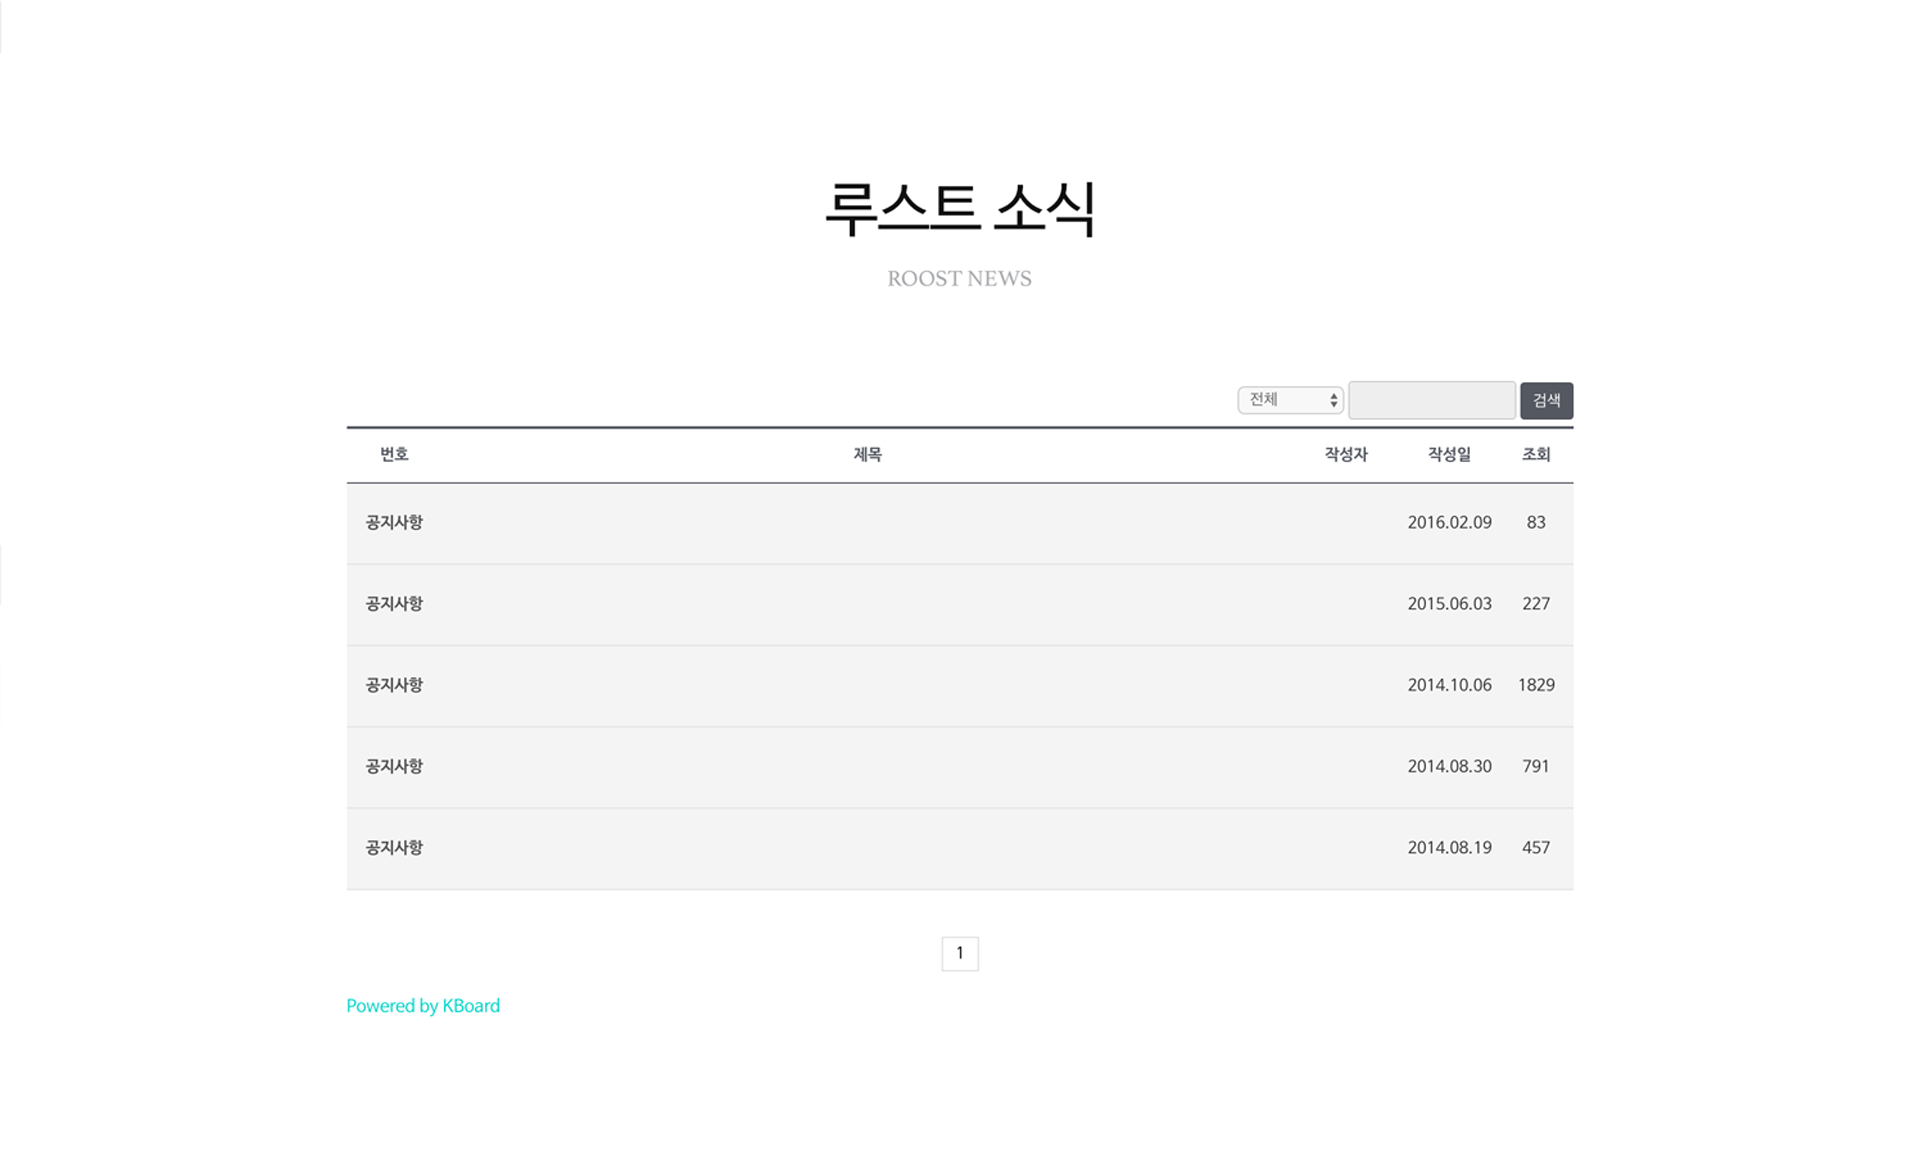 루스트 소식
ROOST NEWS
전체 검색
번호 제목 작성자 작성일 조회
공지사항 2016.02.09 83
공지사항 2015.06.03 227
공지사항 2014.10.06 1829
공지사항 2014.08.30 791
공지사항 2014.08.19 457
1
Powered by KBoard